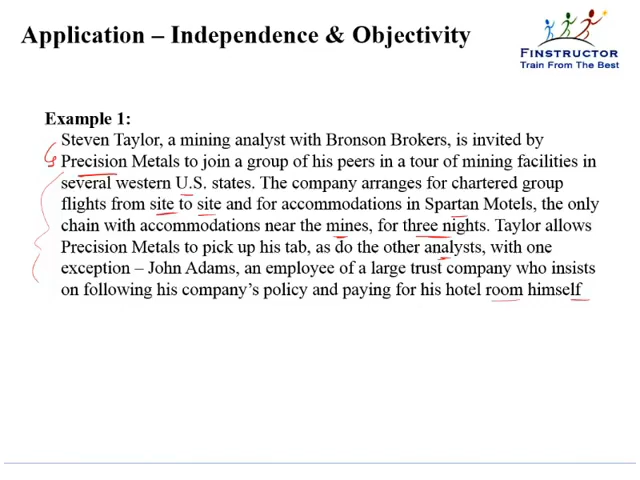 Application – Independence & Objectivity
FINSTRUCTOR
Train From The Best
Example 1:
Steven Taylor, a mining analyst with Bronson Brokers, is invited by
Precision Metals to join a group of his peers in a tour of mining facilities in
several western U.S. states. The company arranges for chartered group
flights from site to site and for accommodations in Spartan Motels, the only
chain with accommodations near the mines, for three nights. Taylor allows
Precision Metals to pick up his tab, as do the other analysts, with one
exception – John Adams, an employee of a large trust company who insists
on following his company’s policy and paying for his hotel room himself